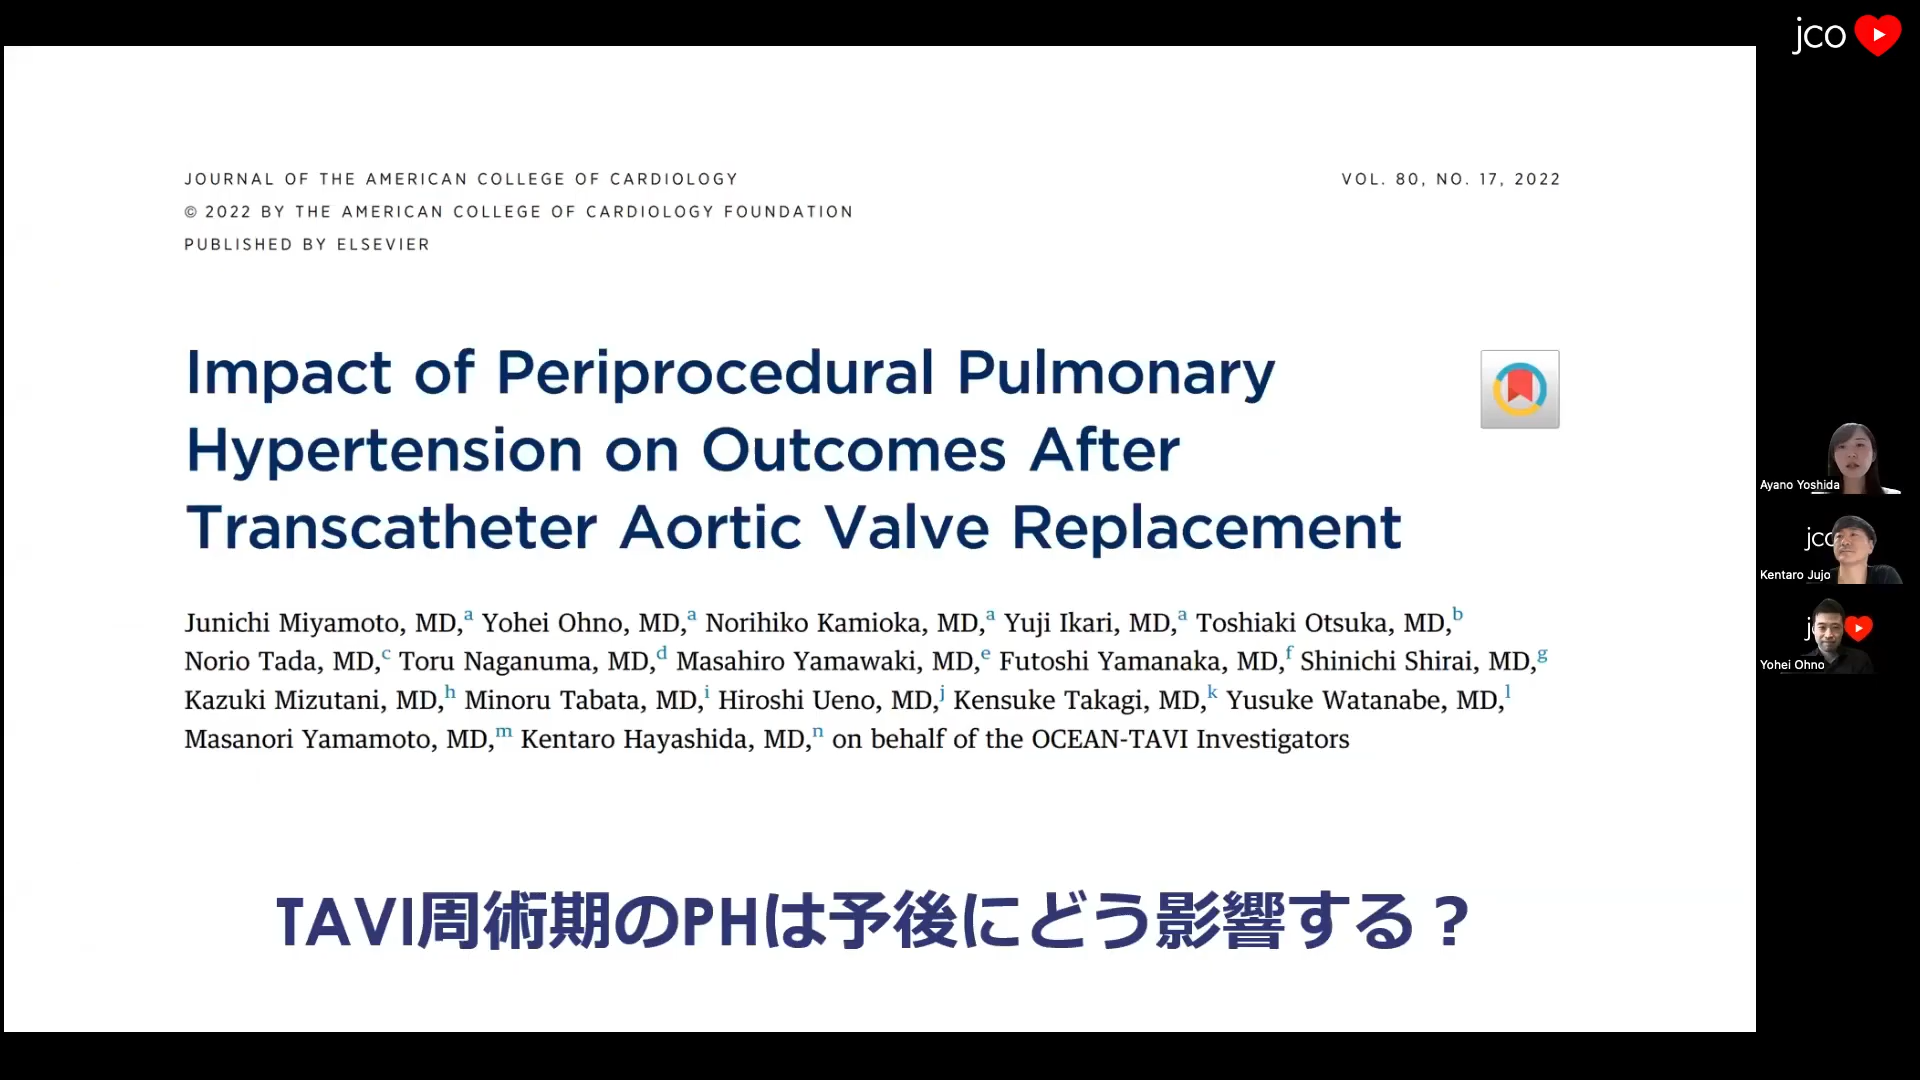 jco
JOURNAL OF THE AMERICAN COLLEGE OF CARDIOLOGY
VOL. 80, NO. 17, 2022
© 2022 BY THE AMERICAN COLLEGE OF CARDIOLOGY FOUNDATION
PUBLISHED BY ELSEVIER
Impact of Periprocedural Pulmonary
Hypertension on Outcomes After
Transcatheter Aortic Valve Replacement
Junichi Miyamoto, MD,a Yohei Ohno, MD,a Norihiko Kamioka, MD,a Yuji Ikari, MD,a Toshiaki Otsuka, MD,b
Norio Tada, MD,c Toru Naganuma, MD,d Masahiro Yamawaki, MD,e Futoshi Yamanaka, MD,f Shinichi Shirai, MD,g
Kazuki Mizutani, MD,h Minoru Tabata, MD,i Hiroshi Ueno, MD,j Kensuke Takagi, MD,k Yusuke Watanabe, MD,l
Masanori Yamamoto, MD,m Kentaro Hayashida, MD,n on behalf of the OCEAN-TAVI Investigators
TAVI周術期のPHは予後にどう影響する？
Ayano Yoshida
Kentaro Jujo
Yohei Ohno